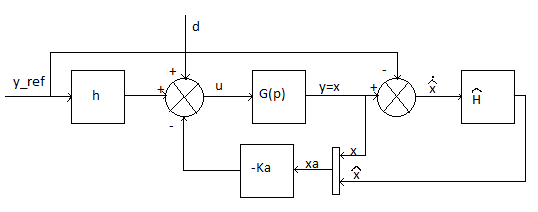 d
-
y_ref
+
h
+
u
G(p)
y=x
+
x̂̇
Ĥ
-
-Ka
xa
x
x̂